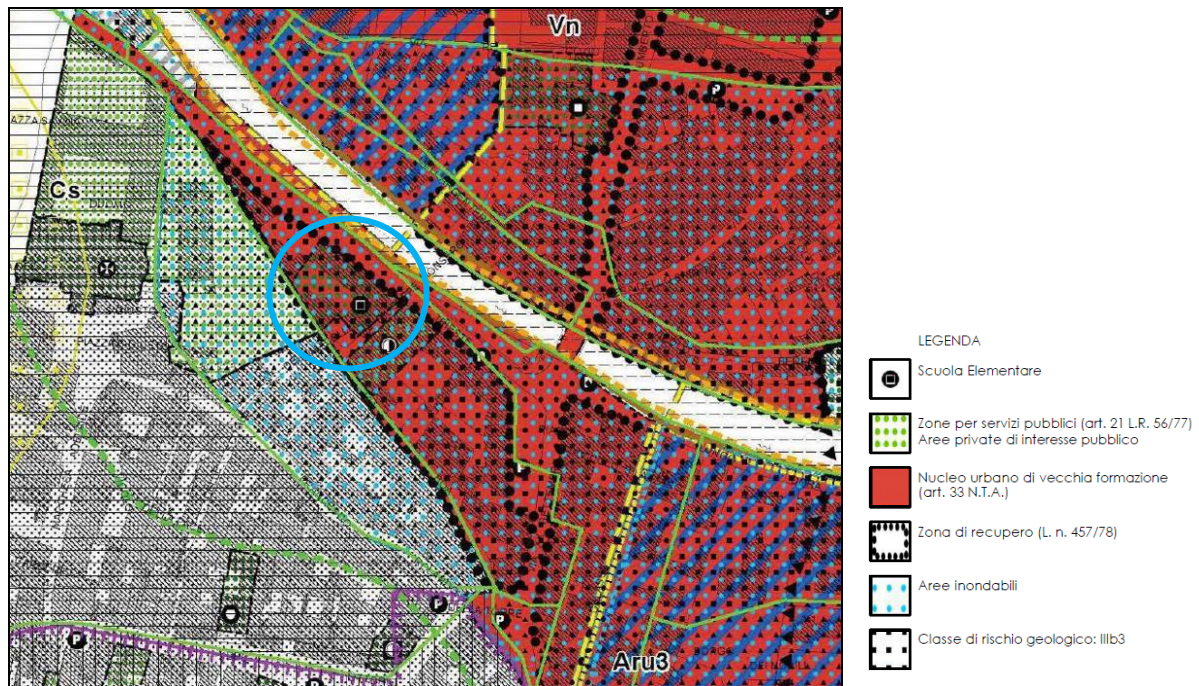 Vn
P
P
Cs
P
P
P
P
P
Aru3
LEGENDA
Scuola Elementare
Zone per servizi pubblici (art. 21 L.R. 56/77)
Aree private di interesse pubblico
Nucleo urbano di vecchia formazione
(art. 33 N.T.A.)
Zona di recupero (L. n. 457/78)
Aree inondabili
Classe di rischio geologico: IIIb3